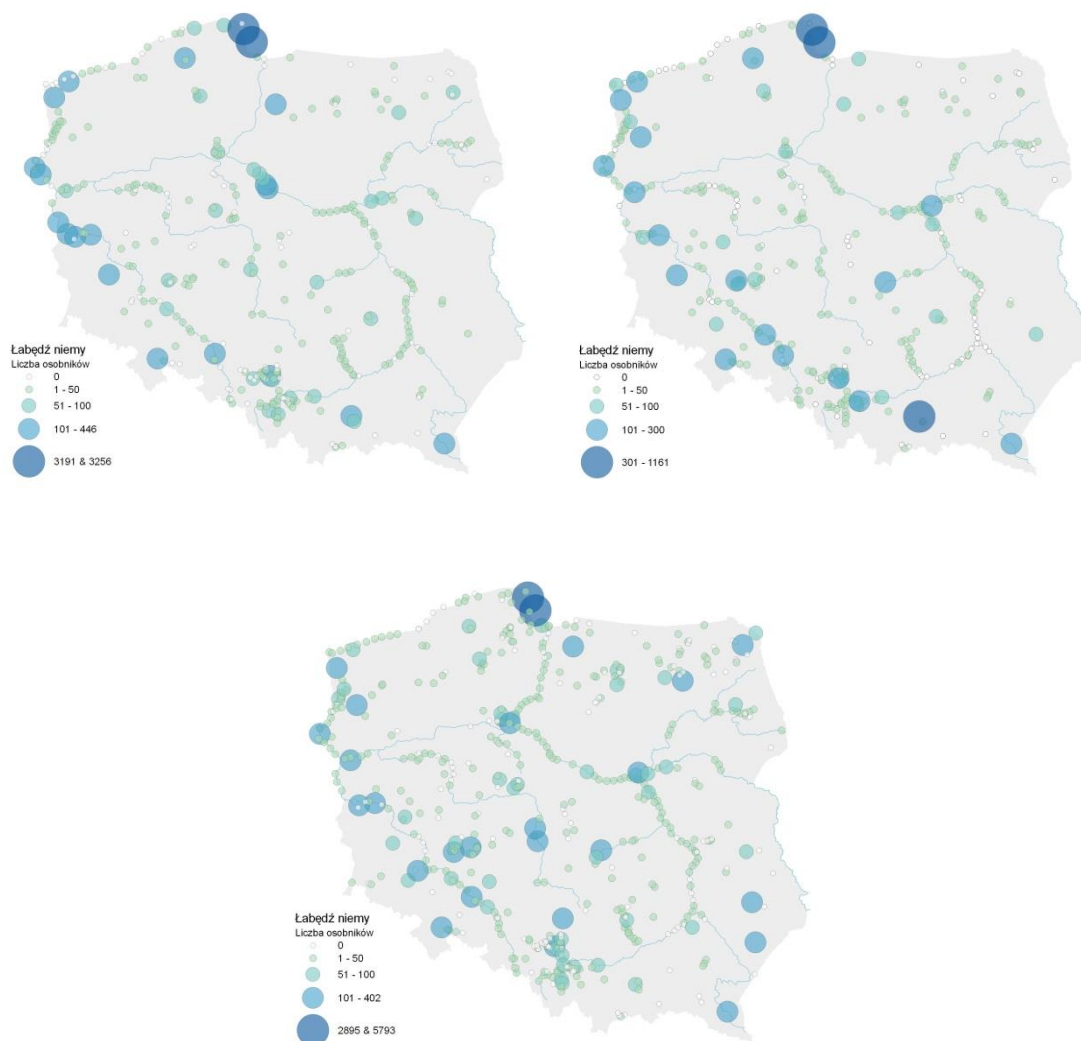 Łabędź niemy
Liczba osobników
0
1 - 50
51 - 100
101 - 446
3191 & 3256
Łabędź niemy
Liczba osobników
0
1 - 50
51 - 100
101 - 300
301 - 1161
Łabędź niemy
Liczba osobników
0
1 - 50
51 - 100
101 - 402
2895 & 5793